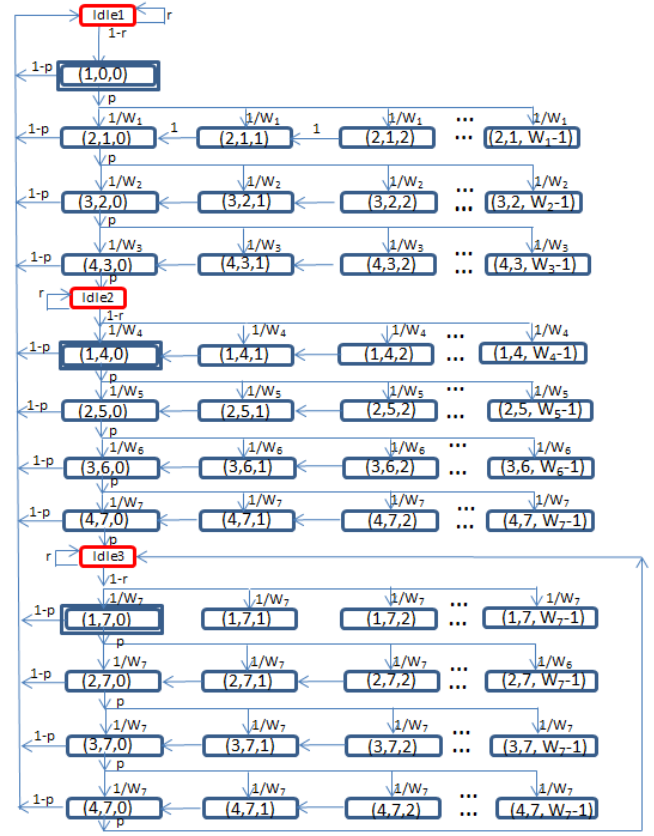 Idle1 r
1-r
1-p (1,0,0)
p
1/W1 1/W1 1/W1 ... 1/W1
1-p (2,1,0) 1 (2,1,1) 1 (2,1,2) ... (2,1, W1-1)
p
1/W2 1/W2 1/W2 ... 1/W2
1-p (3,2,0) (3,2,1) (3,2,2) ... (3,2, W2-1)
p
1/W3 1/W3 1/W3 ... 1/W3
1-p (4,3,0) (4,3,1) (4,3,2) ... (4,3, W3-1)
p
r Idle2
1-r
1/W4 1/W4 1/W4 ... 1/W4
1-p (1,4,0) (1,4,1) (1,4,2) ... (1,4, W4-1)
p
1/W5 1/W5 1/W5 ... 1/W5
1-p (2,5,0) (2,5,1) (2,5,2) ... (2,5, W5-1)
p
1/W6 1/W6 1/W6 ... 1/W6
1-p (3,6,0) (3,6,1) (3,6,2) ... (3,6, W6-1)
p
1/W7 1/W7 1/W7 ... 1/W7
1-p (4,7,0) (4,7,1) (4,7,2) ... (4,7, W7-1)
p
r Idle3
1-r
1/W7 1/W7 1/W7 ... 1/W7
1-p (1,7,0) (1,7,1) (1,7,2) ... (1,7, W7-1)
p
1/W7 1/W7 1/W7 ... 1/W6
1-p (2,7,0) (2,7,1) (2,7,2) ... (2,7, W7-1)
p
1/W7 1/W7 1/W7 ... 1/W7
1-p (3,7,0) (3,7,1) (3,7,2) ... (3,7, W7-1)
p
1/W7 1/W7 1/W7 ... 1/W7
1-p (4,7,0) (4,7,1) (4,7,2) ... (4,7, W7-1)
p